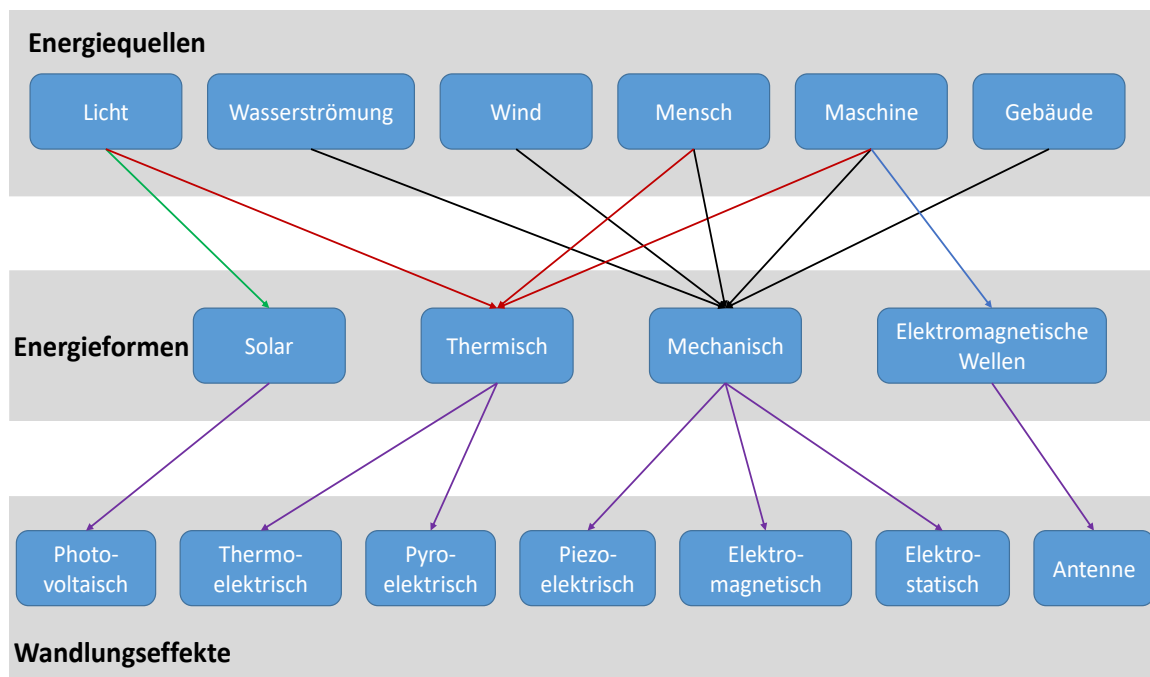 Energiequellen
Licht
Wasserströmung
Wind
Mensch
Maschine
Gebäude
Energieformen
Solar
Thermisch
Mechanisch
Elektromagnetische
Wellen
Photo-
voltaisch
Thermo-
elektrisch
Pyro-
elektrisch
Piezo-
elektrisch
Elektro-
magnetisch
Elektro-
statisch
Antenne
Wandlungseffekte